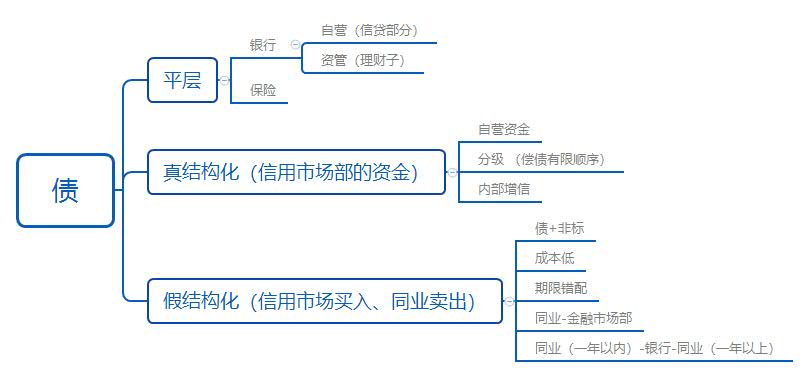 债
平层
银行
自营（信贷部分）
资管（理财子）
保险
真结构化（信用市场部的资金）
自营资金
分级 （偿债有限顺序）
内部增信
假结构化（信用市场买入、同业卖出）
债+非标
成本低
期限错配
同业-金融市场部
同业（一年以内）-银行-同业（一年以上）